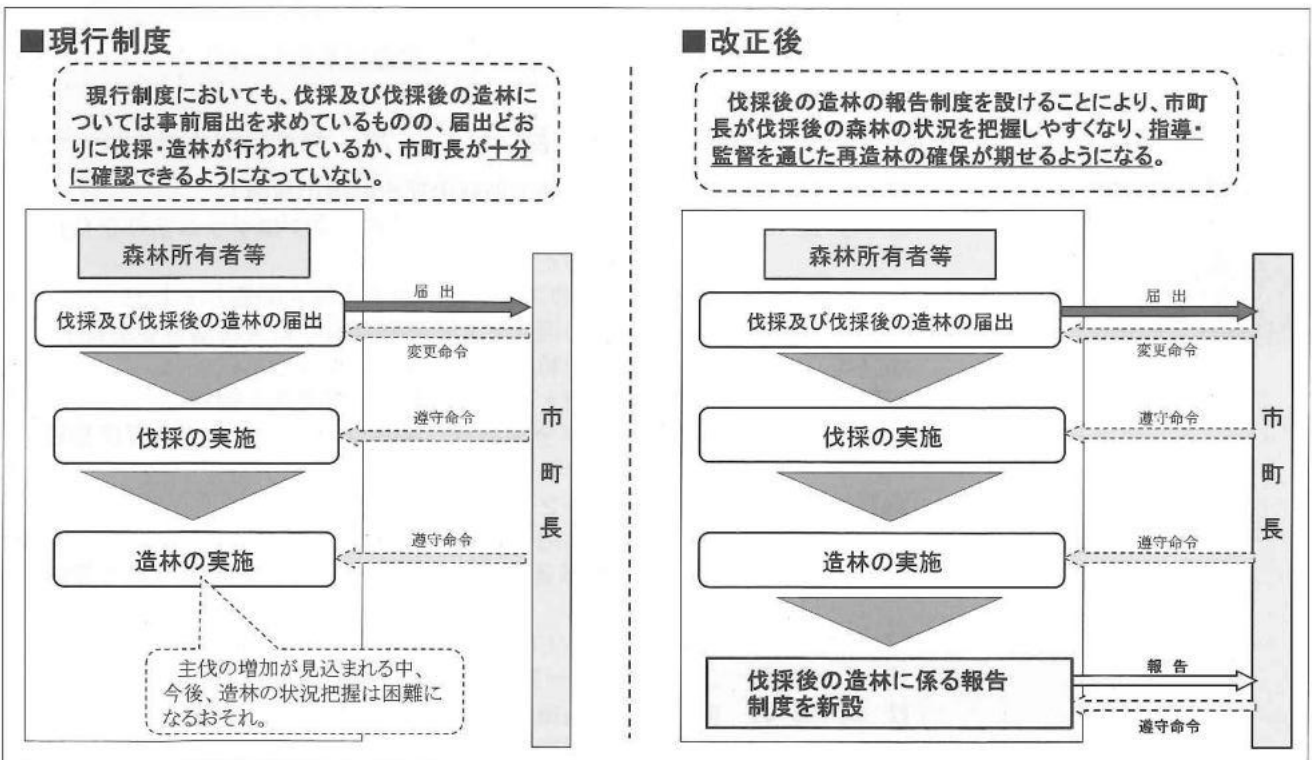 ■現行制度
現行制度においても、伐採及び伐採後の造林に
ついては事前届出を求めているものの、届出どお
りに伐採・造林が行われているか、市町長が十分
に確認できるようになっていない。
森林所有者等
伐採及び伐採後の造林の届出
届 出
変更命令
伐採の実施
遵守命令
造林の実施
遵守命令
主伐の増加が見込まれる中、
今後、造林の状況把握は困難に
なるおそれ。
市
町
長
■改正後
伐採後の造林の報告制度を設けることにより、市町
長が伐採後の森林の状況を把握しやすくなり、指導・
監督を通じた再造林の確保が期せるようになる。
森林所有者等
伐採及び伐採後の造林の届出
届 出
変更命令
伐採の実施
遵守命令
造林の実施
遵守命令
伐採後の造林に係る報告
制度を新設
報 告
遵守命令
市
町
長